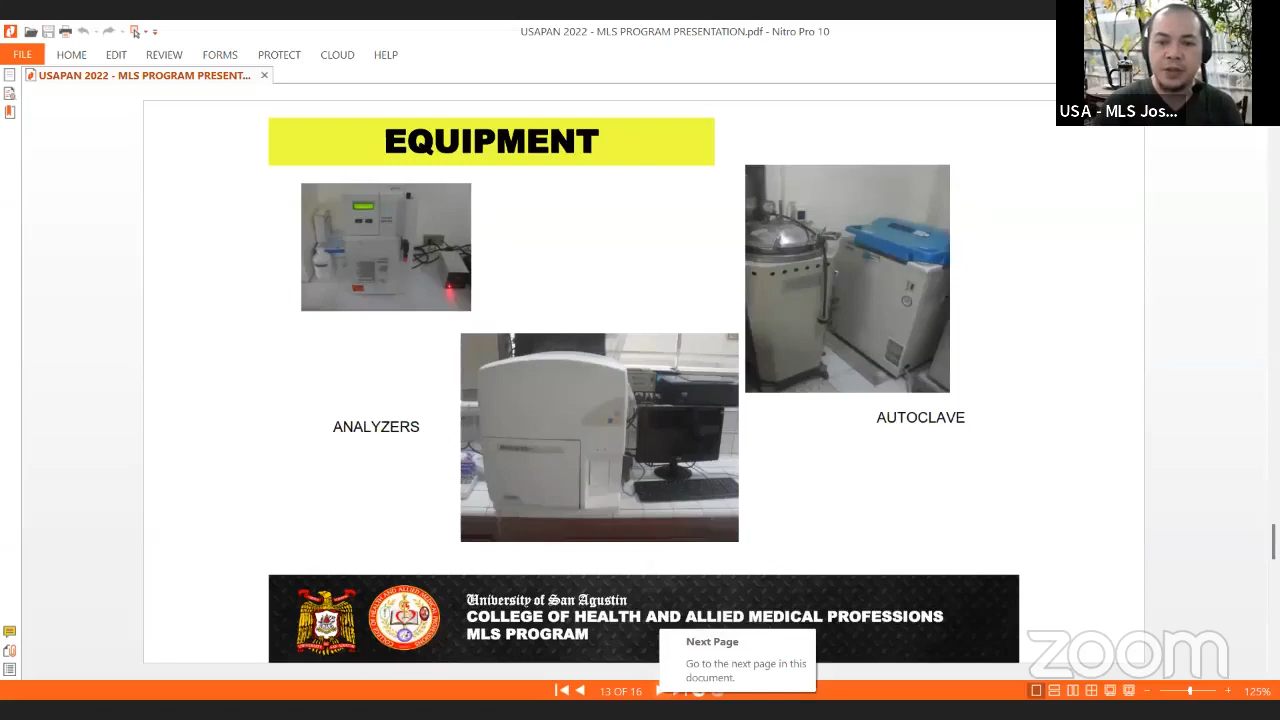 USAPAN 2022 - MLS PROGRAM PRESENTATION.pdf - Nitro Pro 10
FILE
HOME
EDIT
REVIEW
FORMS
PROTECT
CLOUD
HELP
USAPAN 2022 - MLS PROGRAM PRESENT...
USA - MLS Jos...
EQUIPMENT
ANALYZERS
AUTOCLAVE
University of San Agustin
COLLEGE OF HEALTH AND ALLIED MEDICAL PROFESSIONS
MLS PROGRAM
Next Page
Go to the next page in this
document.
zoom
13 OF 16
125%